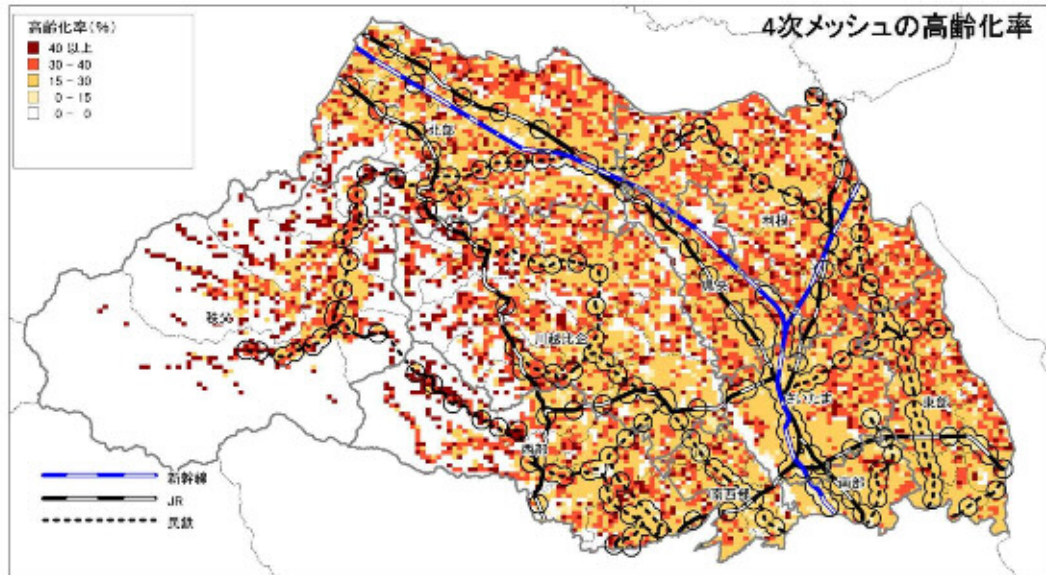 4次メッシュの高齢化率
高齢化率(%)
40 以上
30 - 40
15 - 30
0 - 15
0 - 0
北部
利根
県央
秩父
川越比企
さいたま
東部
西部
南西部
南部
新幹線
JR
民鉄